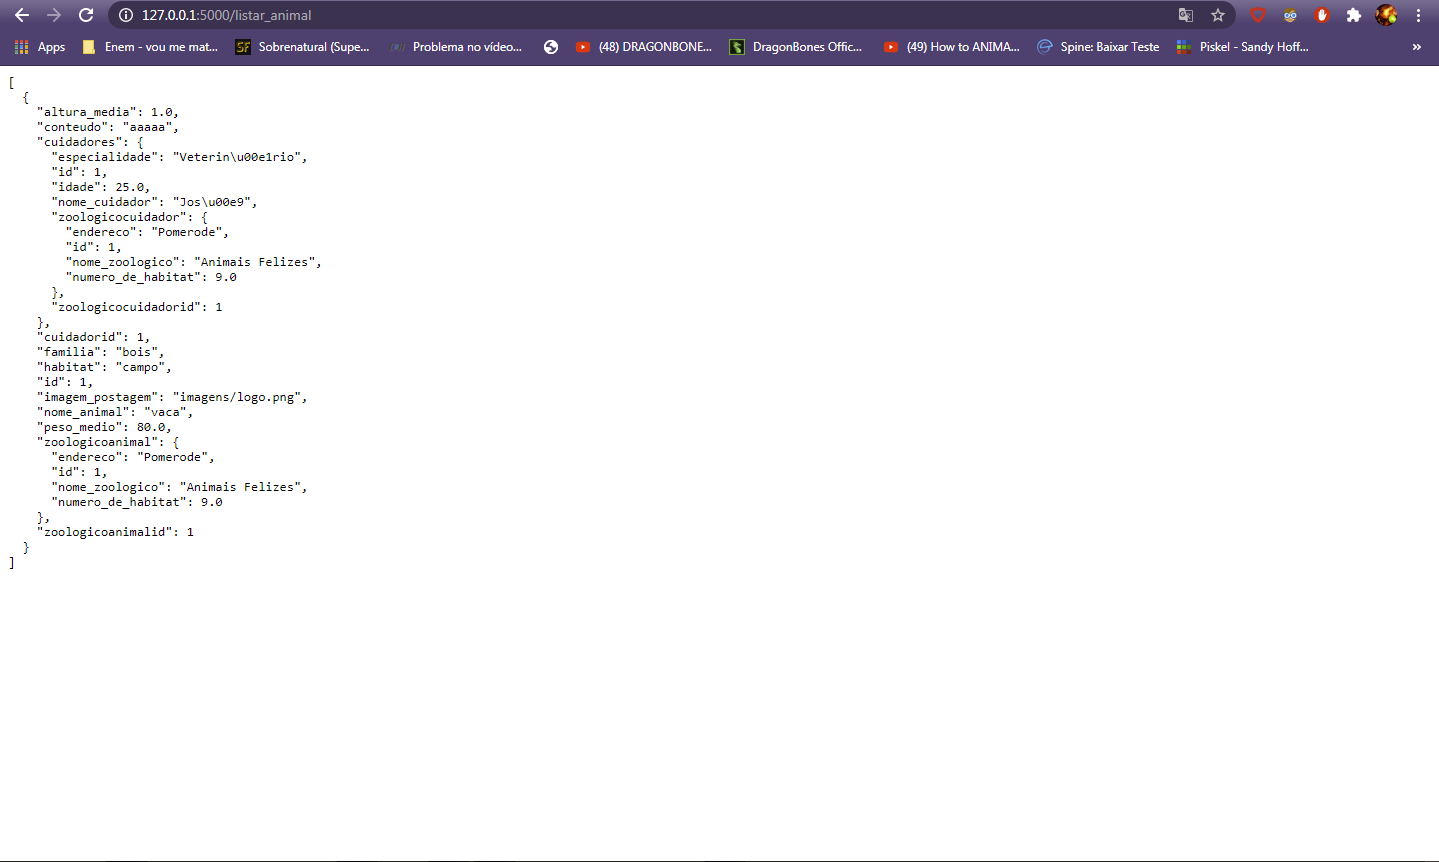 127.0.0.1:5000/listar_animal
Apps Enem - vou me mat... SF Sobrenatural (Supe... Problema no vídeo... (48) DRAGONBONE... DragonBones Offic... (49) How to ANIMA... Spine: Baixar Teste Piskel - Sandy Hoff... »
[
{
"altura_media": 1.0,
"conteudo": "aaaaa",
"cuidadores": {
"especialidade": "Veterin\u00e1rio",
"id": 1,
"idade": 25.0,
"nome_cuidador": "Jos\u00e9",
"zoologicocuidador": {
"endereco": "Pomerode",
"id": 1,
"nome_zoologico": "Animais Felizes",
"numero_de_habitat": 9.0
},
"zoologicocuidadorid": 1
},
"cuidadorid": 1,
"familia": "bois",
"habitat": "campo",
"id": 1,
"imagem_postagem": "imagens/logo.png",
"nome_animal": "vaca",
"peso_medio": 80.0,
"zoologicoanimal": {
"endereco": "Pomerode",
"id": 1,
"nome_zoologico": "Animais Felizes",
"numero_de_habitat": 9.0
},
"zoologicoanimalid": 1
}
]